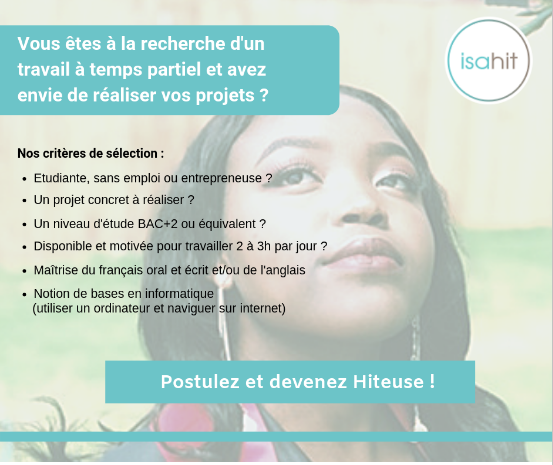 Vous êtes à la recherche d'un
travail à temps partiel et avez
envie de réaliser vos projets ?
isahit
Nos critères de sélection :
• Etudiante, sans emploi ou entrepreneuse ?
• Un projet concret à réaliser ?
• Un niveau d'étude BAC+2 ou équivalent ?
• Disponible et motivée pour travailler 2 à 3h par jour ?
• Maîtrise du français oral et écrit et/ou de l'anglais
• Notion de bases en informatique
(utiliser un ordinateur et naviguer sur internet)
Postulez et devenez Hiteuse !